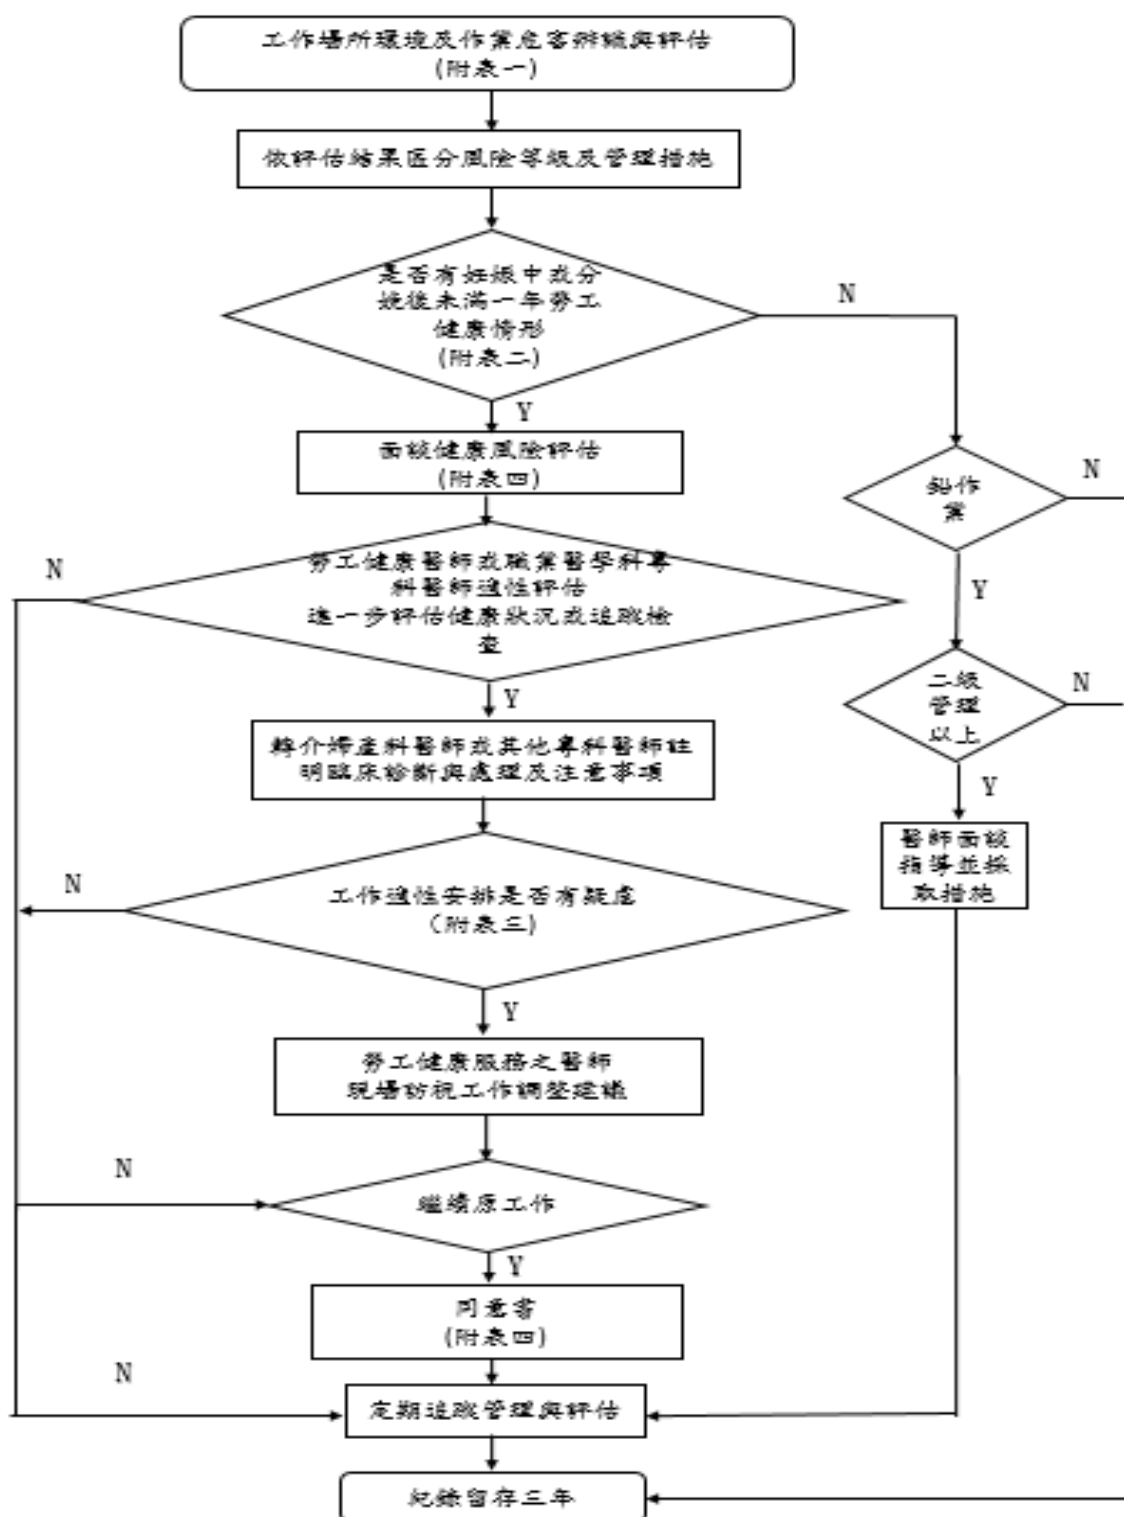 工作場所環境及作業危害辨識與評估
(附表一)
依評估結果區分風險等級及管理措施
是否有妊娠中或分
娩後未滿一年勞工
健康情形
(附表二)
N
Y
面談健康風險評估
(附表四)
鉛作
業
N
Y
勞工健康醫師或職業醫學科專
科醫師適性評估
進一步評估健康狀況或追蹤檢
查
N
Y
二級
管理
以上
N
Y
轉介婦產科醫師或其他專科醫師註
明臨床診斷與處理及注意事項
醫師面談
指導並採
取措施
工作適性安排是否有疑慮
(附表三)
N
Y
勞工健康服務之醫師
現場訪視工作調整建議
N
繼續原工作
Y
同意書
(附表四)
N
定期追蹤管理與評估
紀錄留存三年